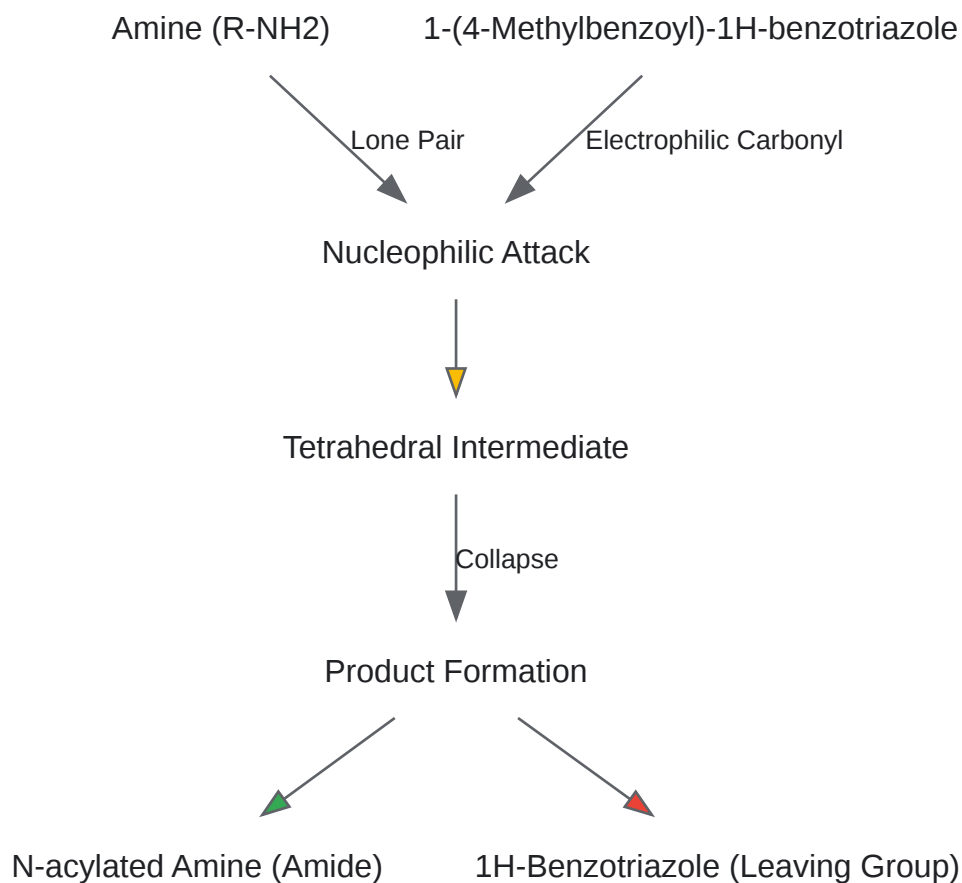 Amine (R-NH2)
1-(4-Methylbenzoyl)-1H-benzotriazole
Lone Pair
Electrophilic Carbonyl
Nucleophilic Attack
Tetrahedral Intermediate
Collapse
Product Formation
N-acylated Amine (Amide)
1H-Benzotriazole (Leaving Group)